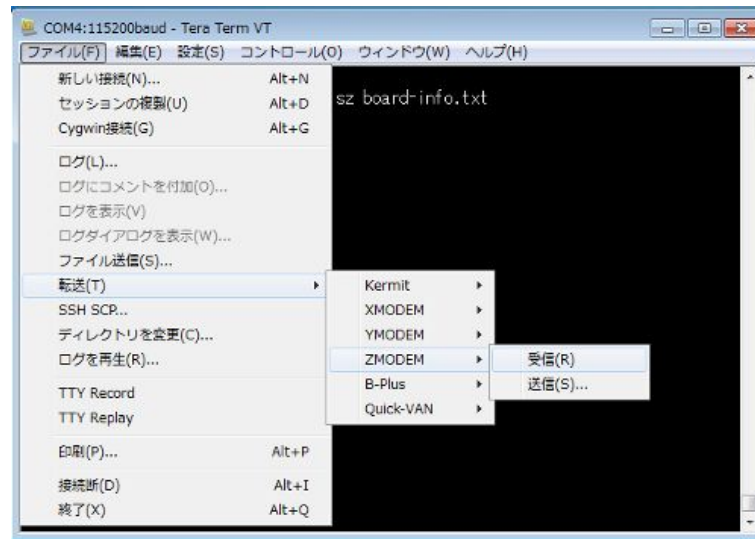 COM4:115200baud - Tera Term VT
ファイル(F) 編集(E) 設定(S) コントロール(O) ウィンドウ(W) ヘルプ(H)
新しい接続(N)... Alt+N
セッションの複製(U) Alt+D
Cygwin接続(G) Alt+G
sz board-info.txt
ログ(L)...
ログにコメントを付加(O)...
ログを表示(V)
ログダイアログを表示(W)...
ファイル送信(S)...
転送(T)
SSH SCP...
ディレクトリを変更(C)...
ログを再生(R)...
TTY Record
TTY Replay
印刷(P)... Alt+P
接続断(D) Alt+I
終了(X) Alt+Q
Kermit
XMODEM
YMODEM
ZMODEM
B-Plus
Quick-VAN
受信(R)
送信(S)...